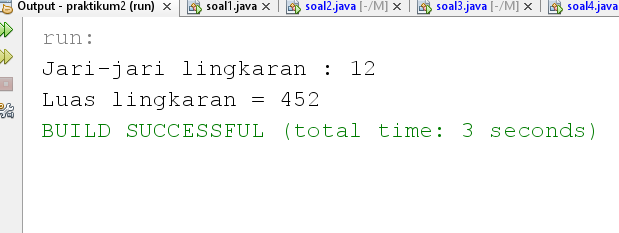 Output - praktikum2 (run) soal1.java soal2.java [-/M] soal3.java [-/M] soal4.java
run:
Jari-jari lingkaran : 12
Luas lingkaran = 452
BUILD SUCCESSFUL (total time: 3 seconds)